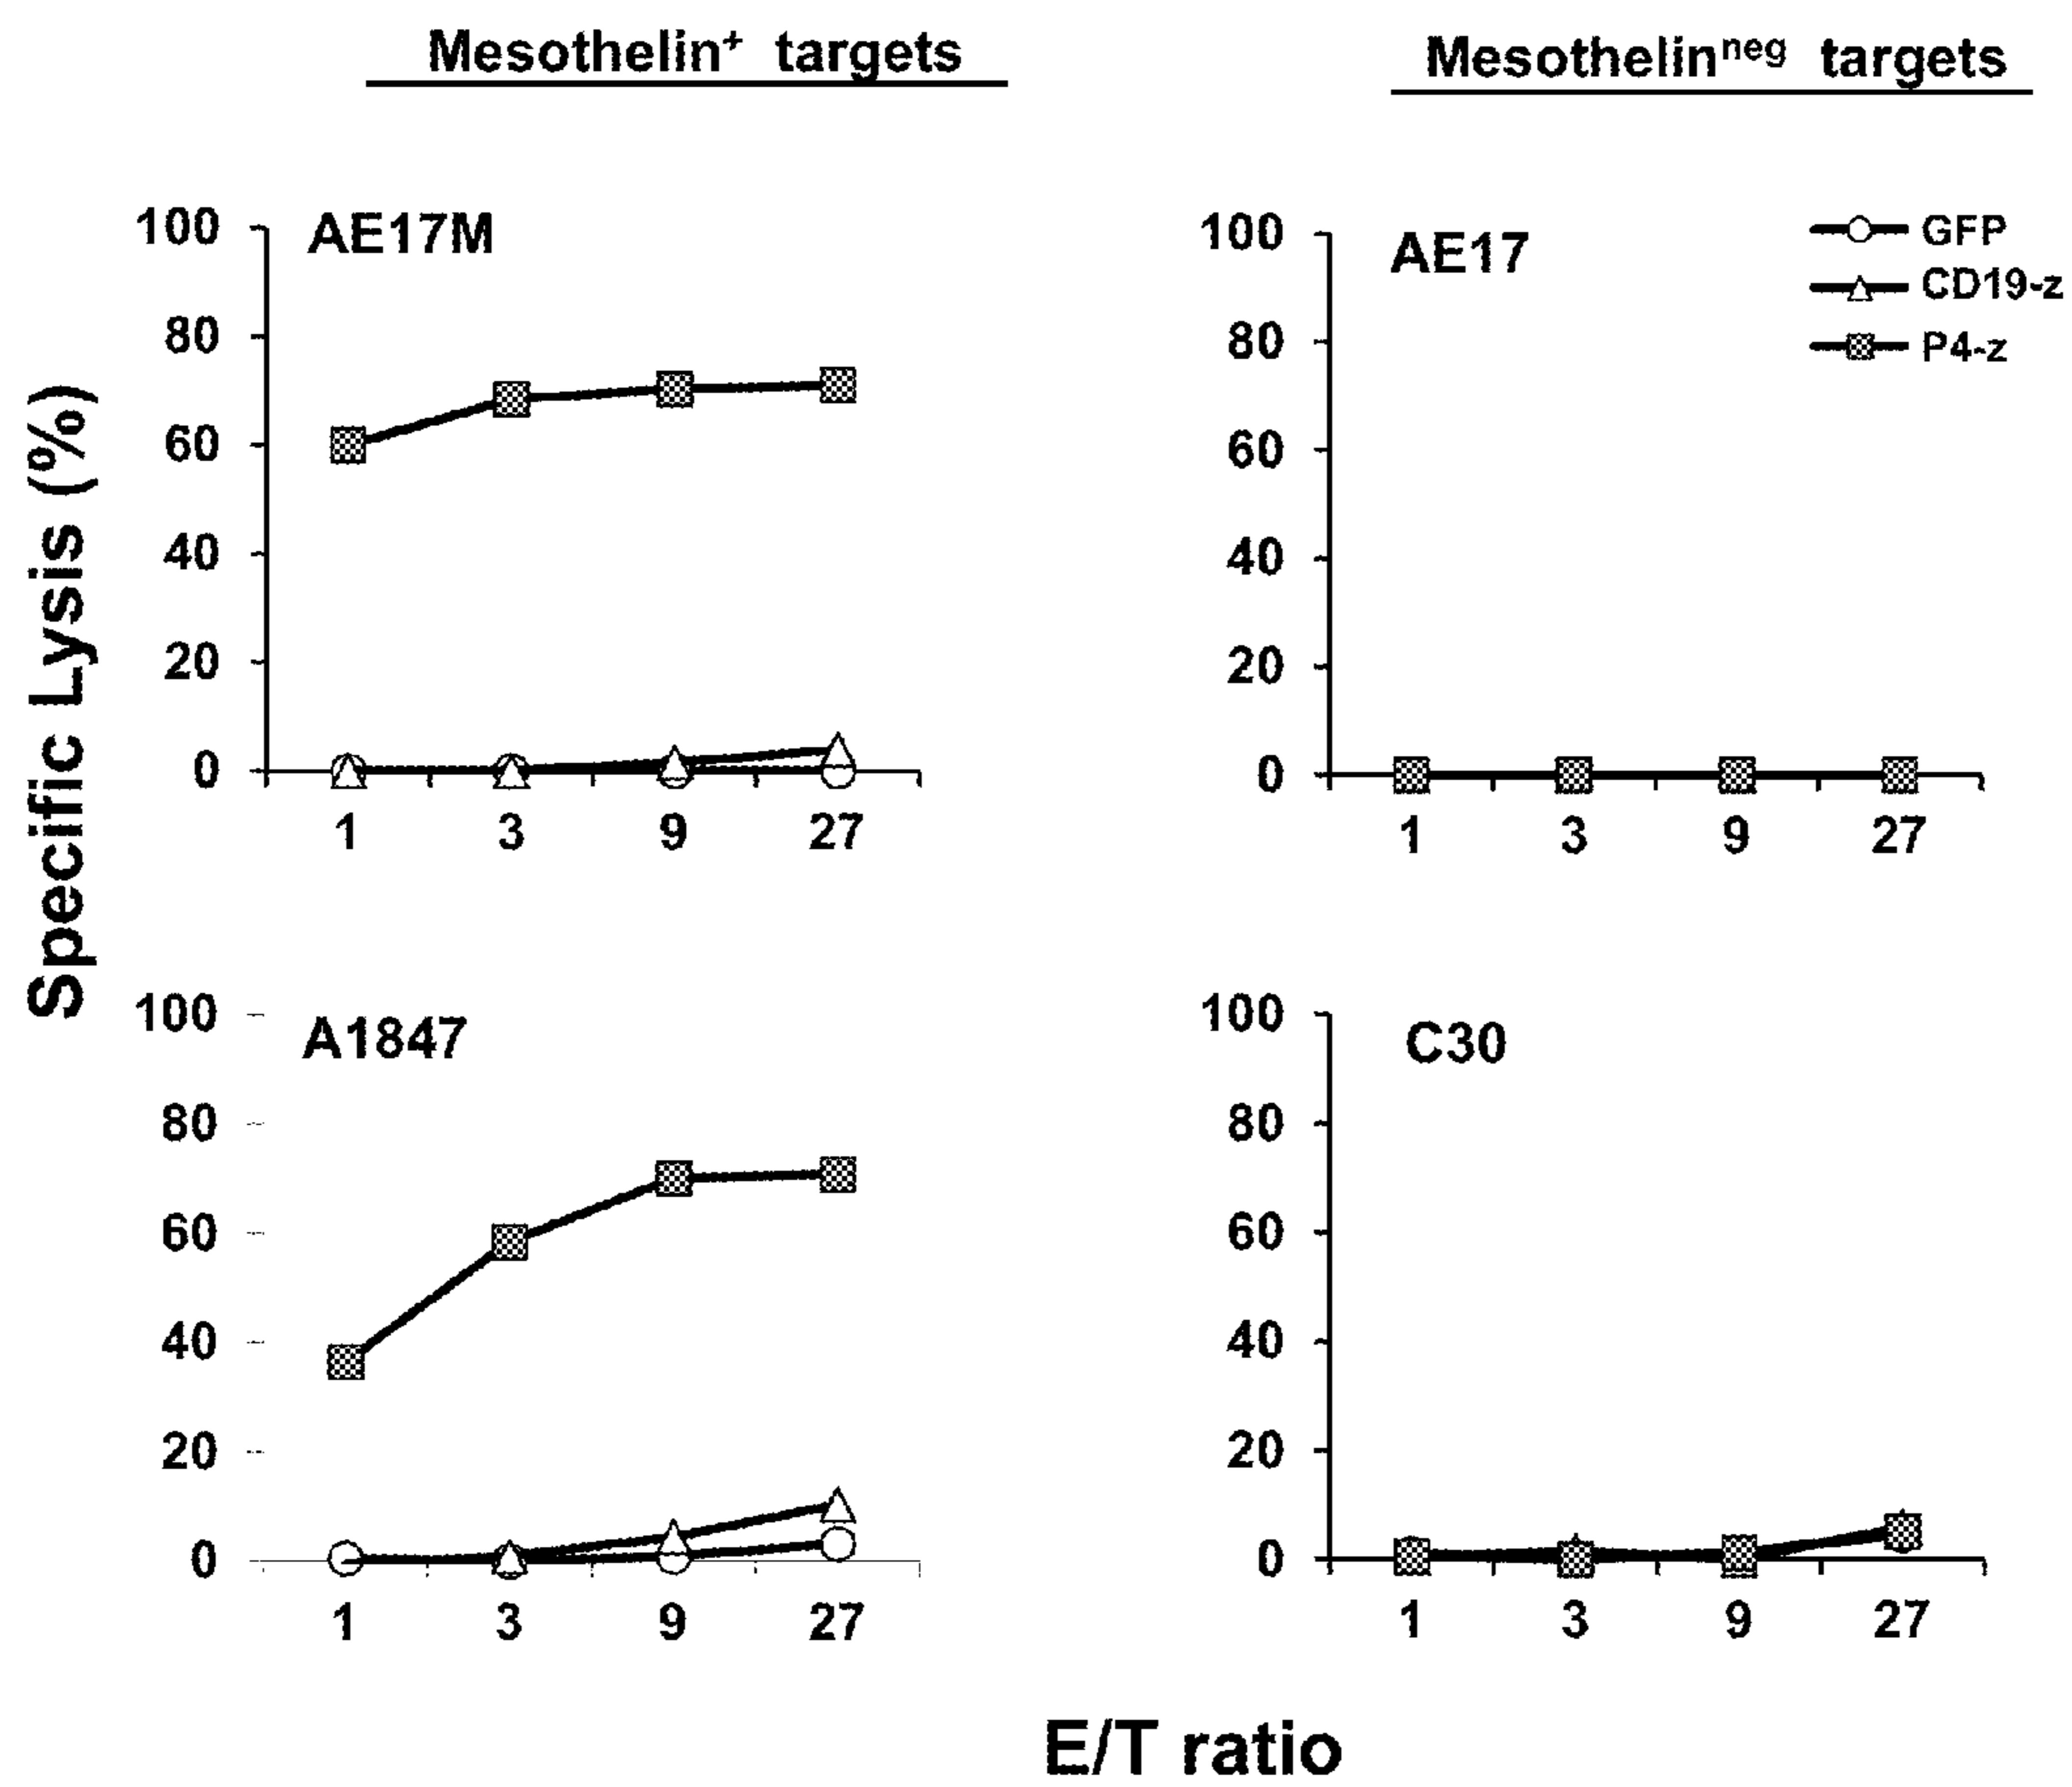 Mesothelin⁺ targets
Mesothelinⁿᵉᵍ targets
Specific Lysis (%)
AE17M
100
80
60
40
20
0
1 3 9 27
AE17
GFP
CD19-z
P4-z
100
80
60
40
20
0
1 3 9 27
A1847
100
80
60
40
20
0
1 3 9 27
C30
100
80
60
40
20
0
1 3 9 27
E/T ratio